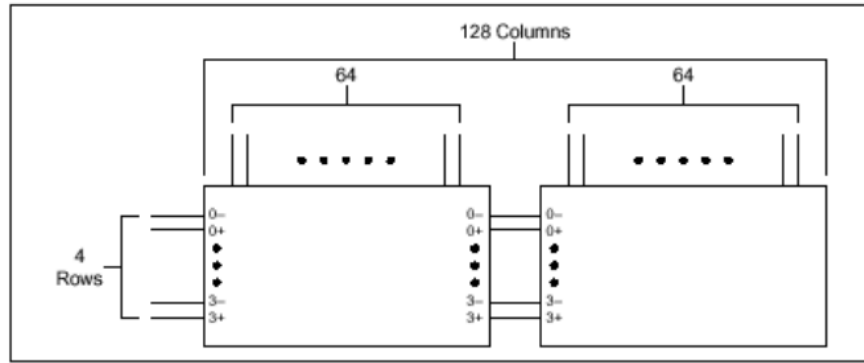 128 Columns
64 64
0– 0– 0–
0+ 0+ 0+
4
Rows
3– 3– 3–
3+ 3+ 3+